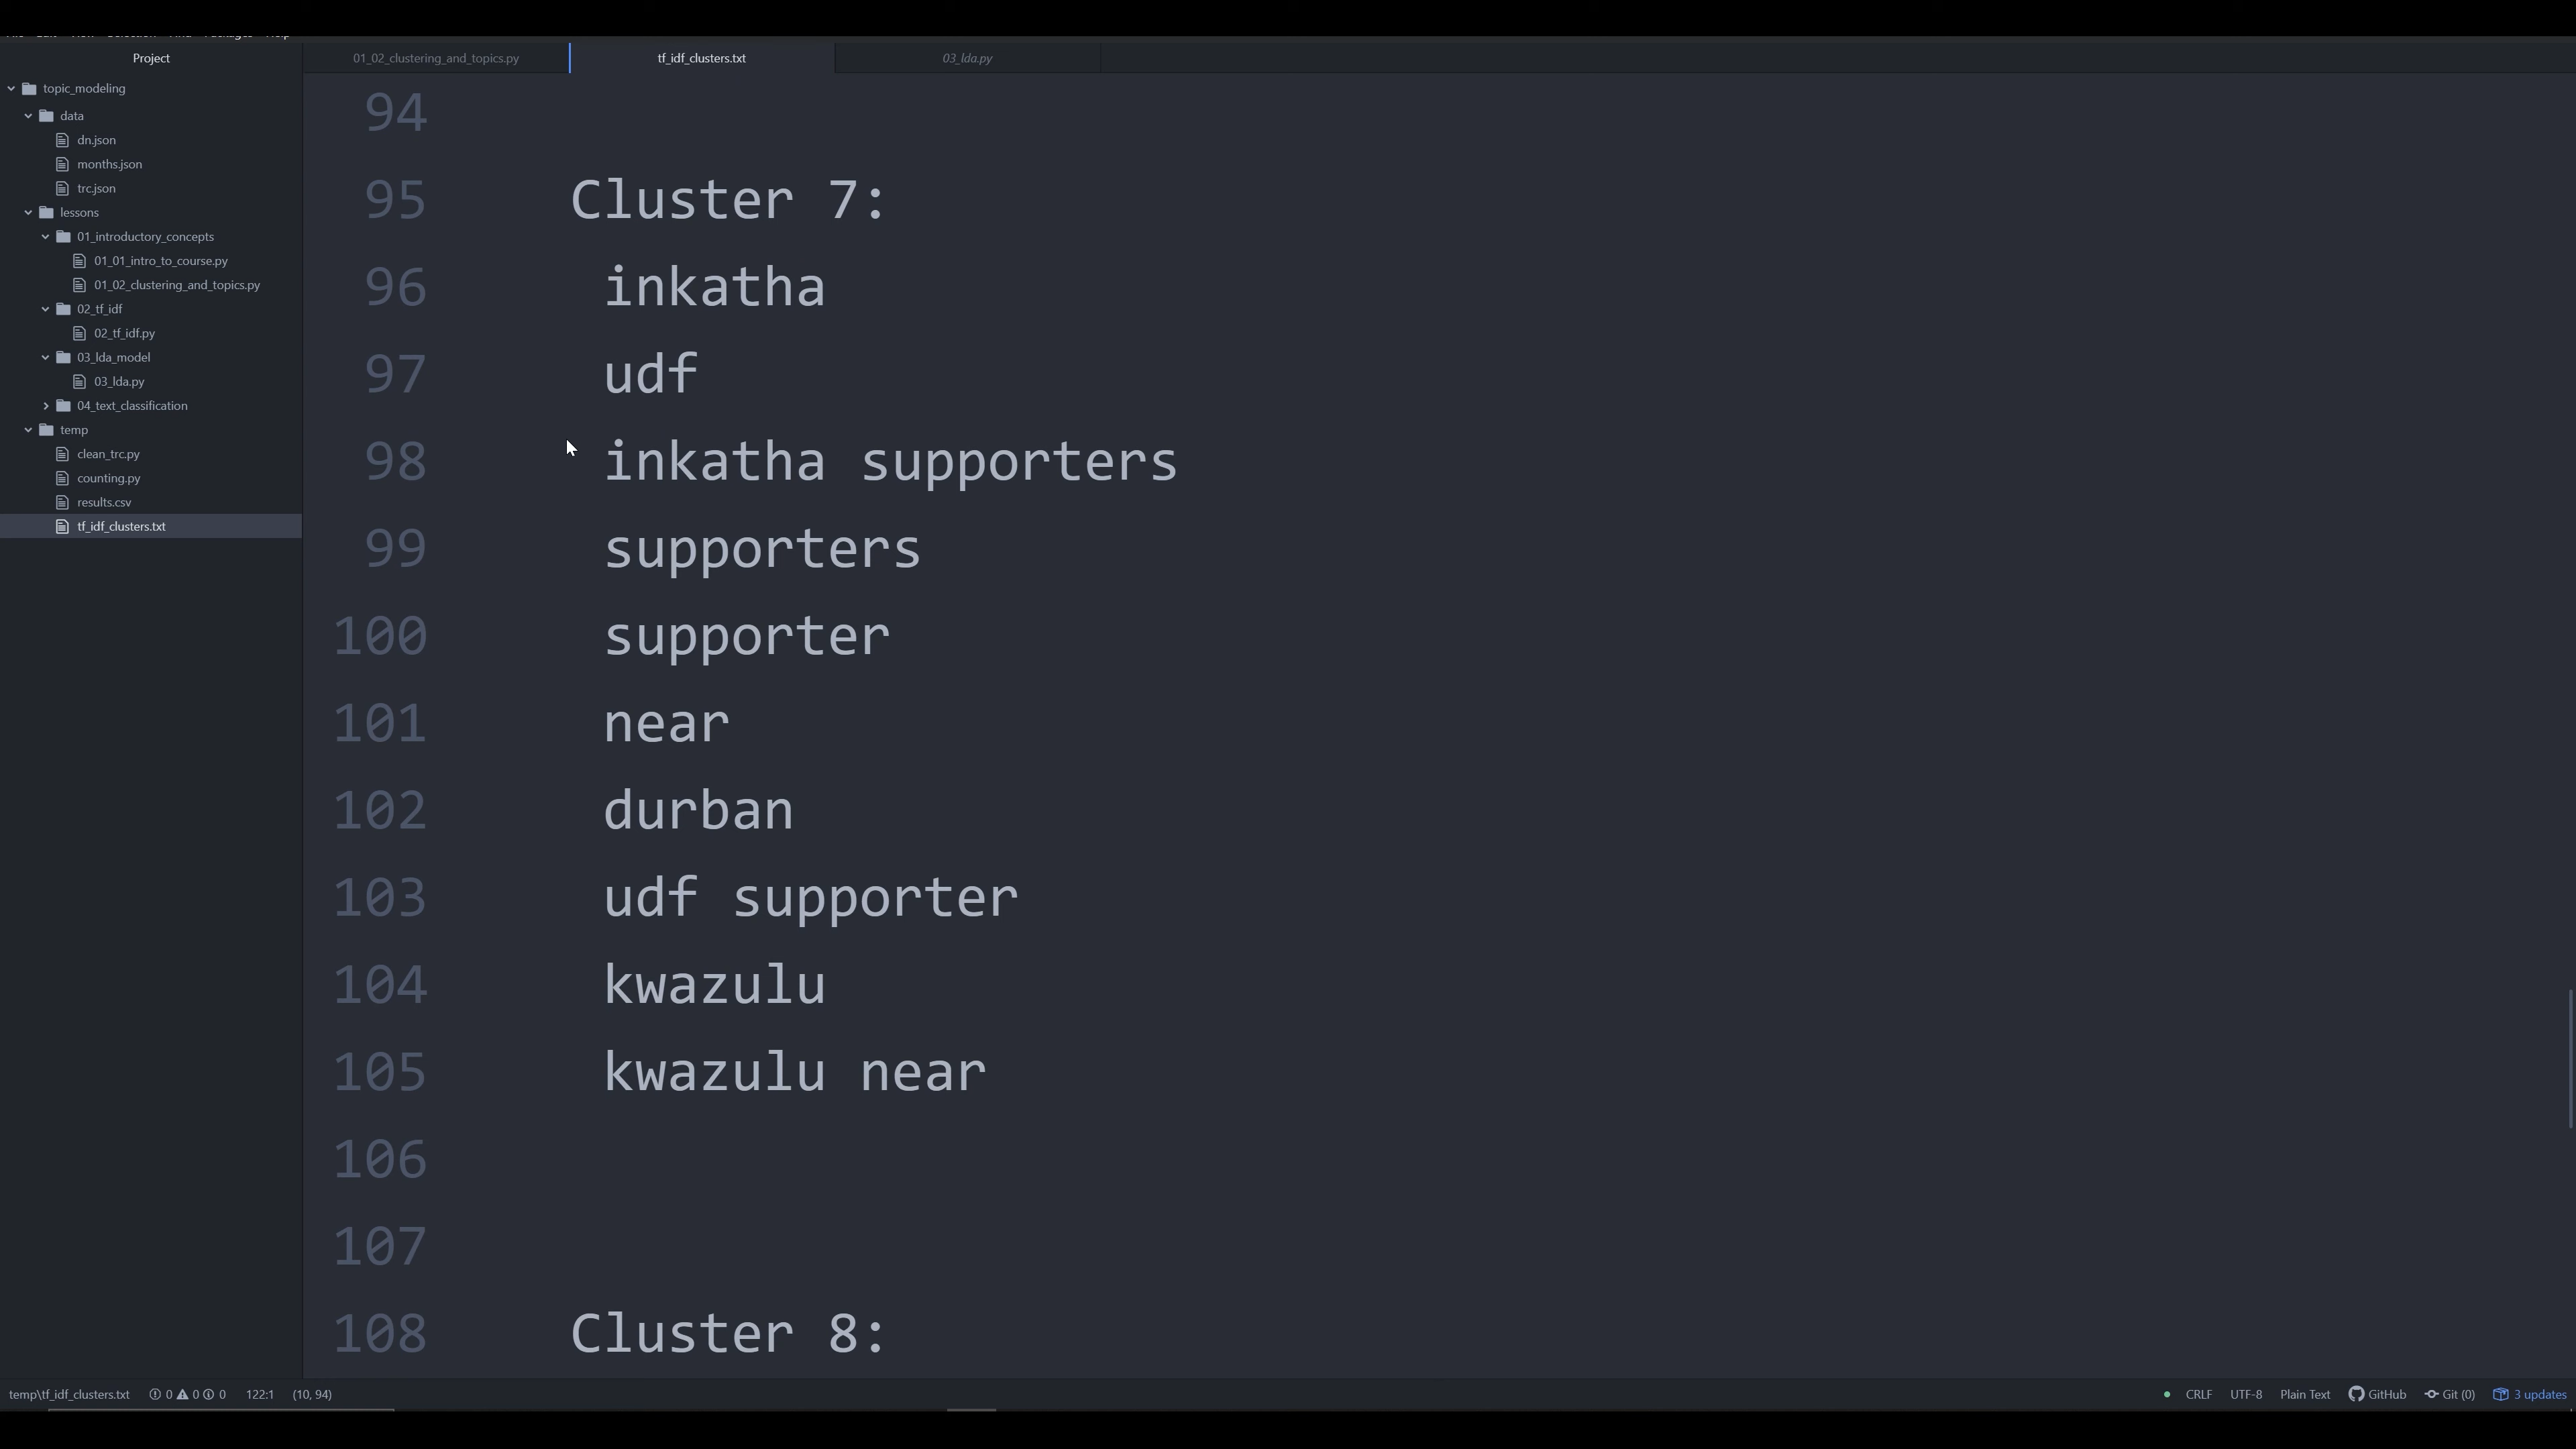 Project
01_02_clustering_and_topics.py
tf_idf_clusters.txt
03_lda.py
topic_modeling
data
dn.json
months.json
trc.json
lessons
01_introductory_concepts
01_01_intro_to_course.py
01_02_clustering_and_topics.py
02_tf_idf
02_tf_idf.py
03_lda_model
03_lda.py
04_text_classification
temp
clean_trc.py
counting.py
results.csv
tf_idf_clusters.txt
94
95 Cluster 7:
96 inkatha
97 udf
98 inkatha supporters
99 supporters
100 supporter
101 near
102 durban
103 udf supporter
104 kwazulu
105 kwazulu near
106
107
108 Cluster 8:
temp\tf_idf_clusters.txt 0 0 0 122:1 (10, 94) CRLF UTF-8 Plain Text GitHub Git (0) 3 updates